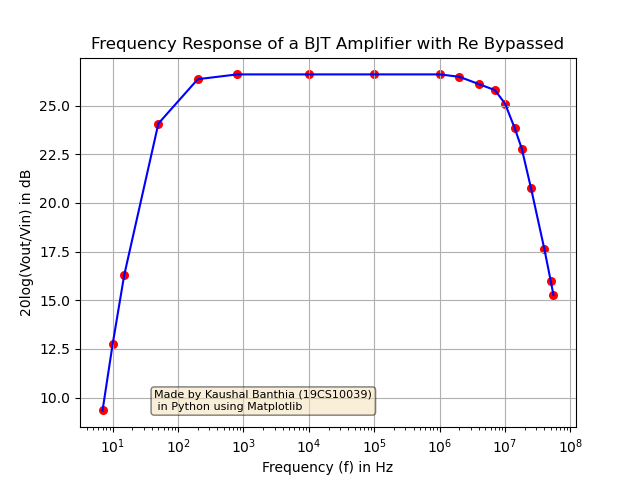 Frequency Response of a BJT Amplifier with Re Bypassed
20log(Vout/Vin) in dB
25.0
22.5
20.0
17.5
15.0
12.5
10.0
Made by Kaushal Banthia (19CS10039)
in Python using Matplotlib
10¹ 10² 10³ 10⁴ 10⁵ 10⁶ 10⁷ 10⁸
Frequency (f) in Hz